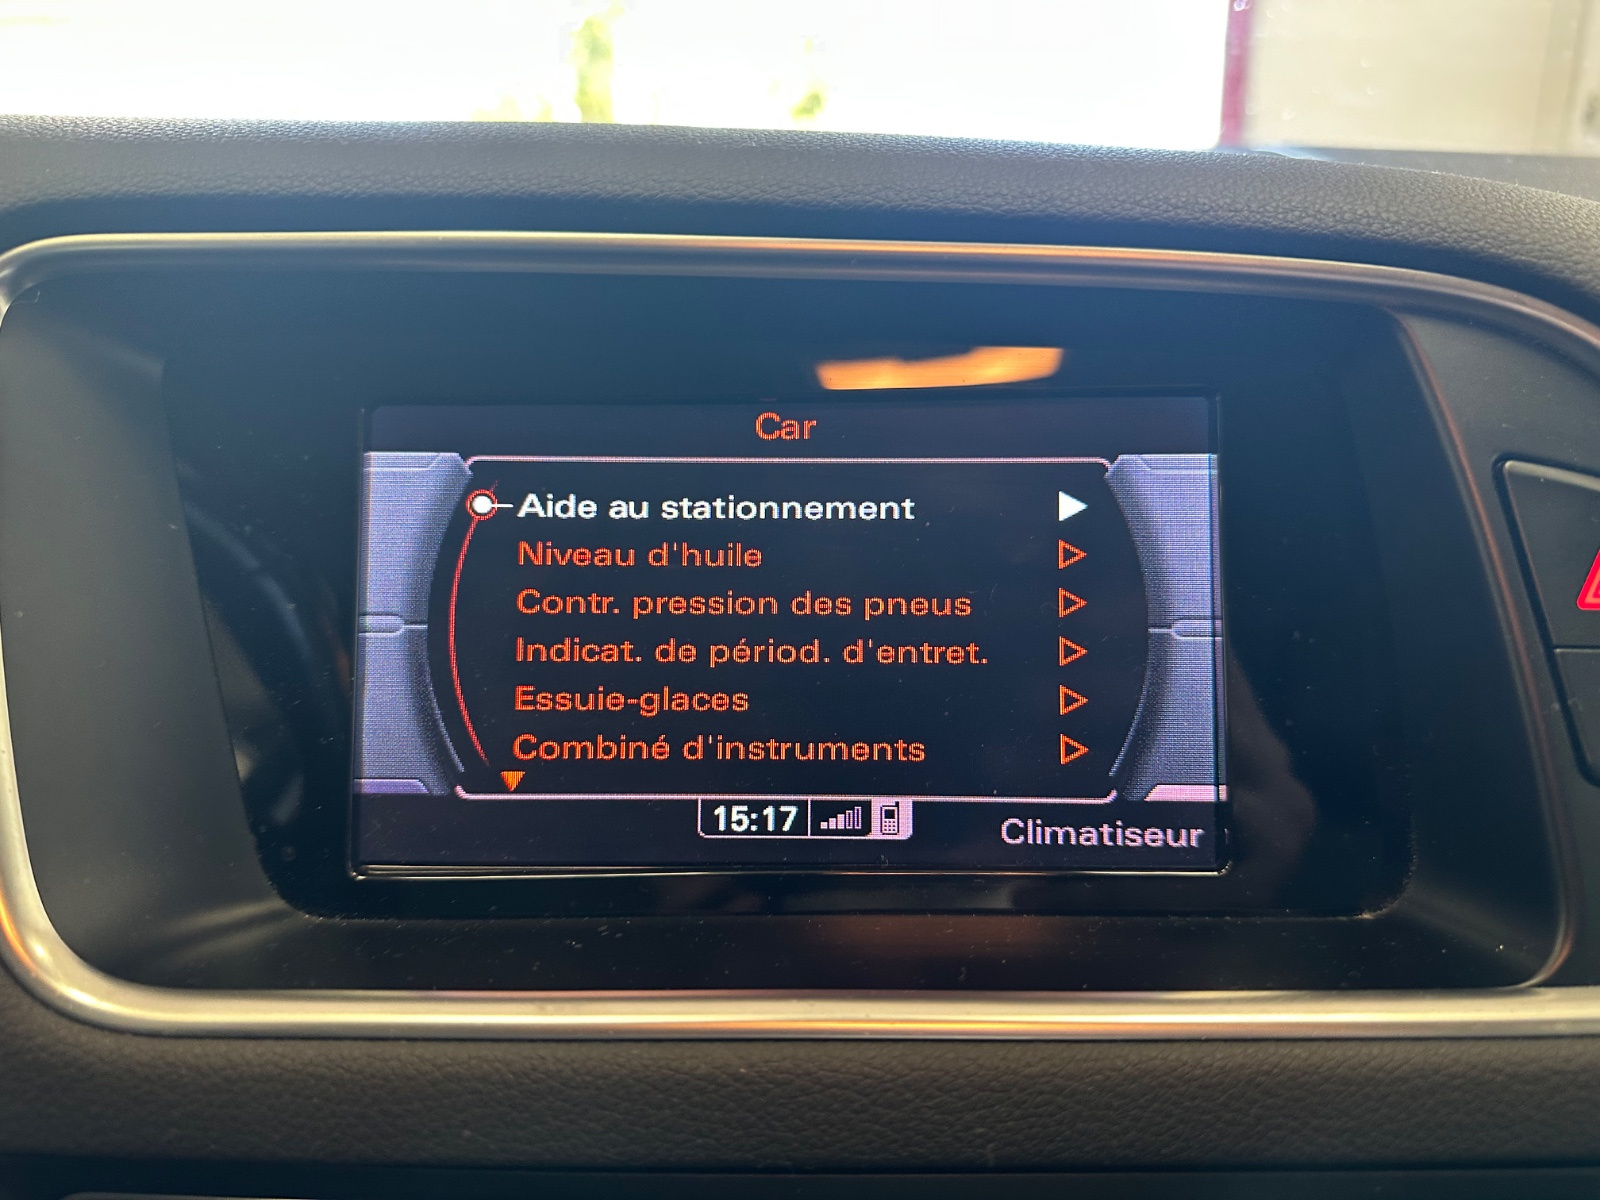 Car
Aide au stationnement
Niveau d'huile
Contr. pression des pneus
Indicat. de périod. d'entret.
Essuie-glaces
Combiné d'instruments
15:17
Climatiseur